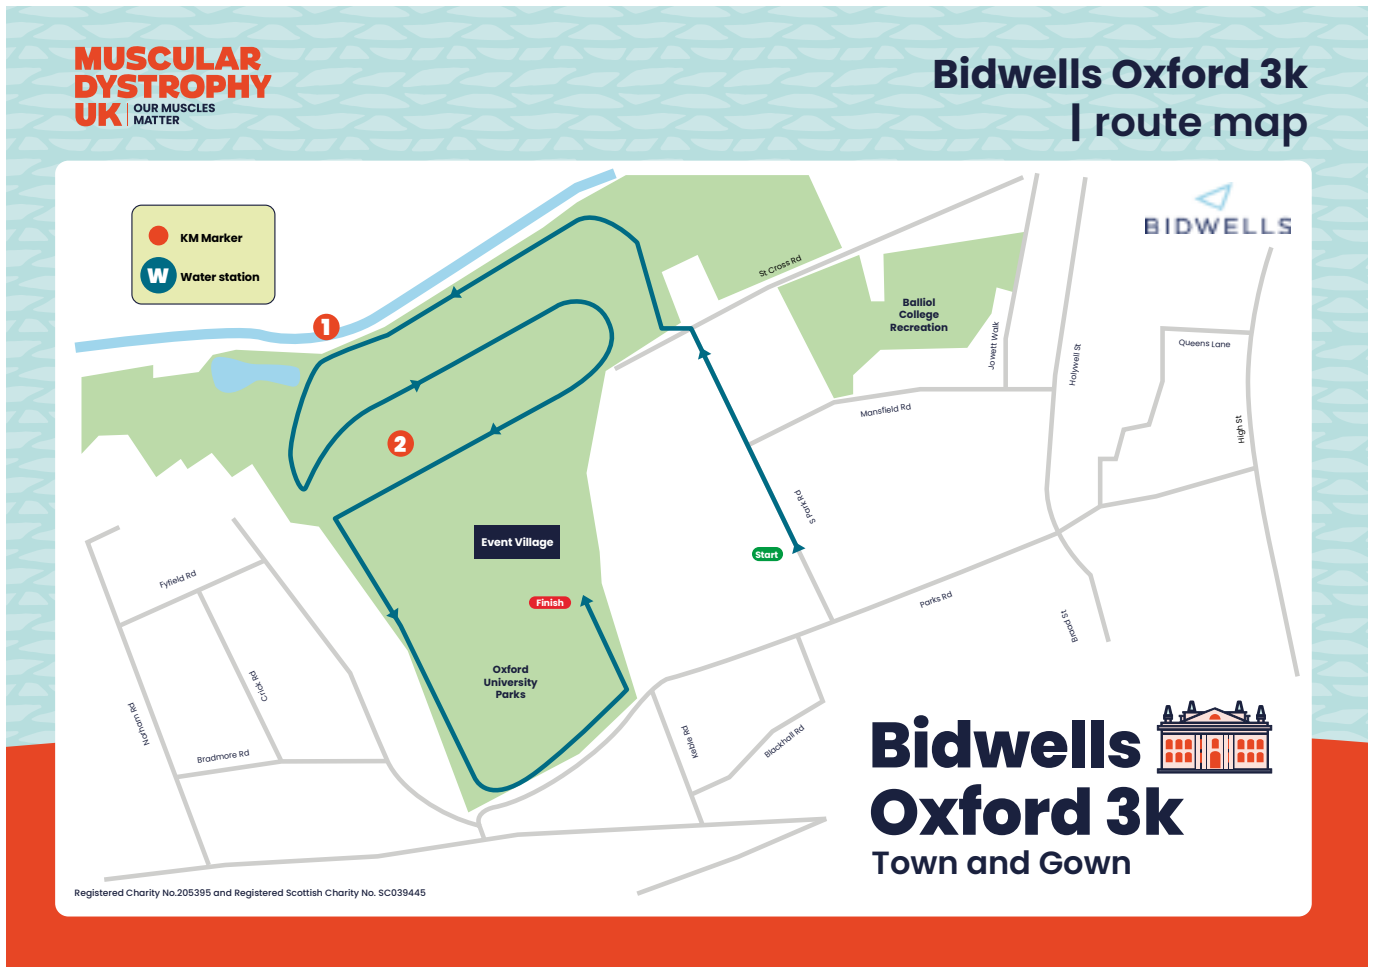 MUSCULAR
DYSTROPHY
UK
OUR MUSCLES
MATTER
Bidwells Oxford 3k
| route map
KM Marker
W
Water station
BIDWELLS
St Cross Rd
Balliol
College
Recreation
Jowett Walk
Holywell St
Queens Lane
High St
Mansfield Rd
1
2
S Park Rd
Start
Event Village
Finish
Parks Rd
Broad St
Oxford
University
Parks
Fyfield Rd
Crick Rd
Norham Rd
Bradmore Rd
Keble Rd
Blackhall Rd
Bidwells
Oxford 3k
Town and Gown
Registered Charity No.205395 and Registered Scottish Charity No. SC039445